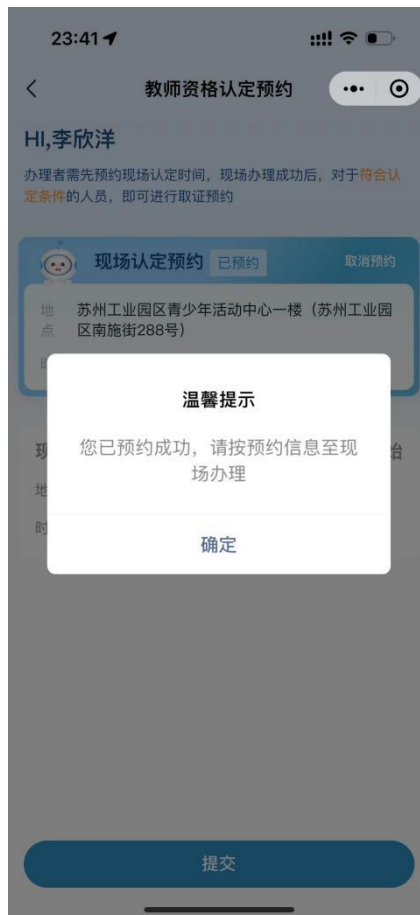 23:41
教师资格认定预约
HI,李欣洋
办理者需先预约现场认定时间，现场办理成功后，对于符合认
定条件的人员，即可进行取证预约
现场认定预约 已预约 取消预约
地 苏州工业园区青少年活动中心一楼（苏州工业园
点 区南施街288号）
温馨提示
您已预约成功，请按预约信息至现
场办理
确定
现
地
时
提交